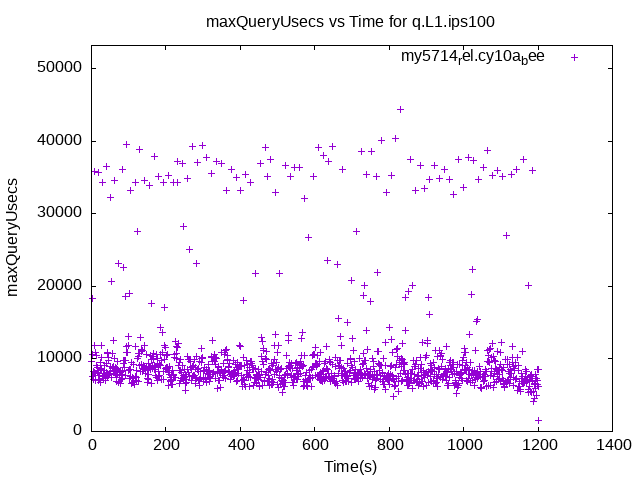 maxQueryUsecs vs Time for q.L1.ips100
my5714rel.cy10abee
50000
40000
30000
20000
10000
0
maxQueryUsecs
0 200 400 600 800 1000 1200 1400
Time(s)